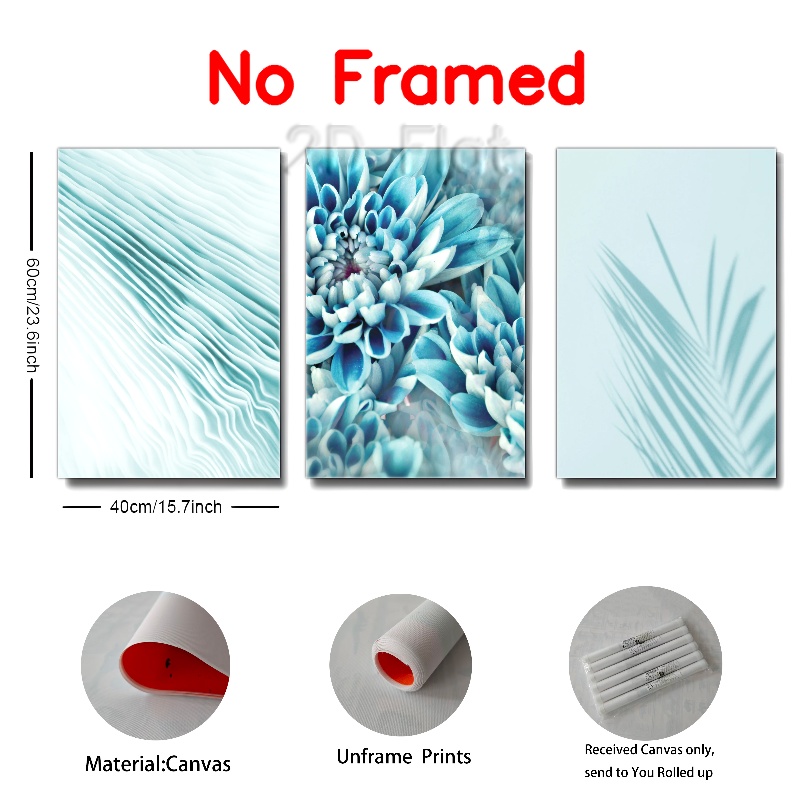 No Framed
2D Flat
60cm/23.6inch
40cm/15.7inch
Material:Canvas
Unframe Prints
Received Canvas only,
send to You Rolled up